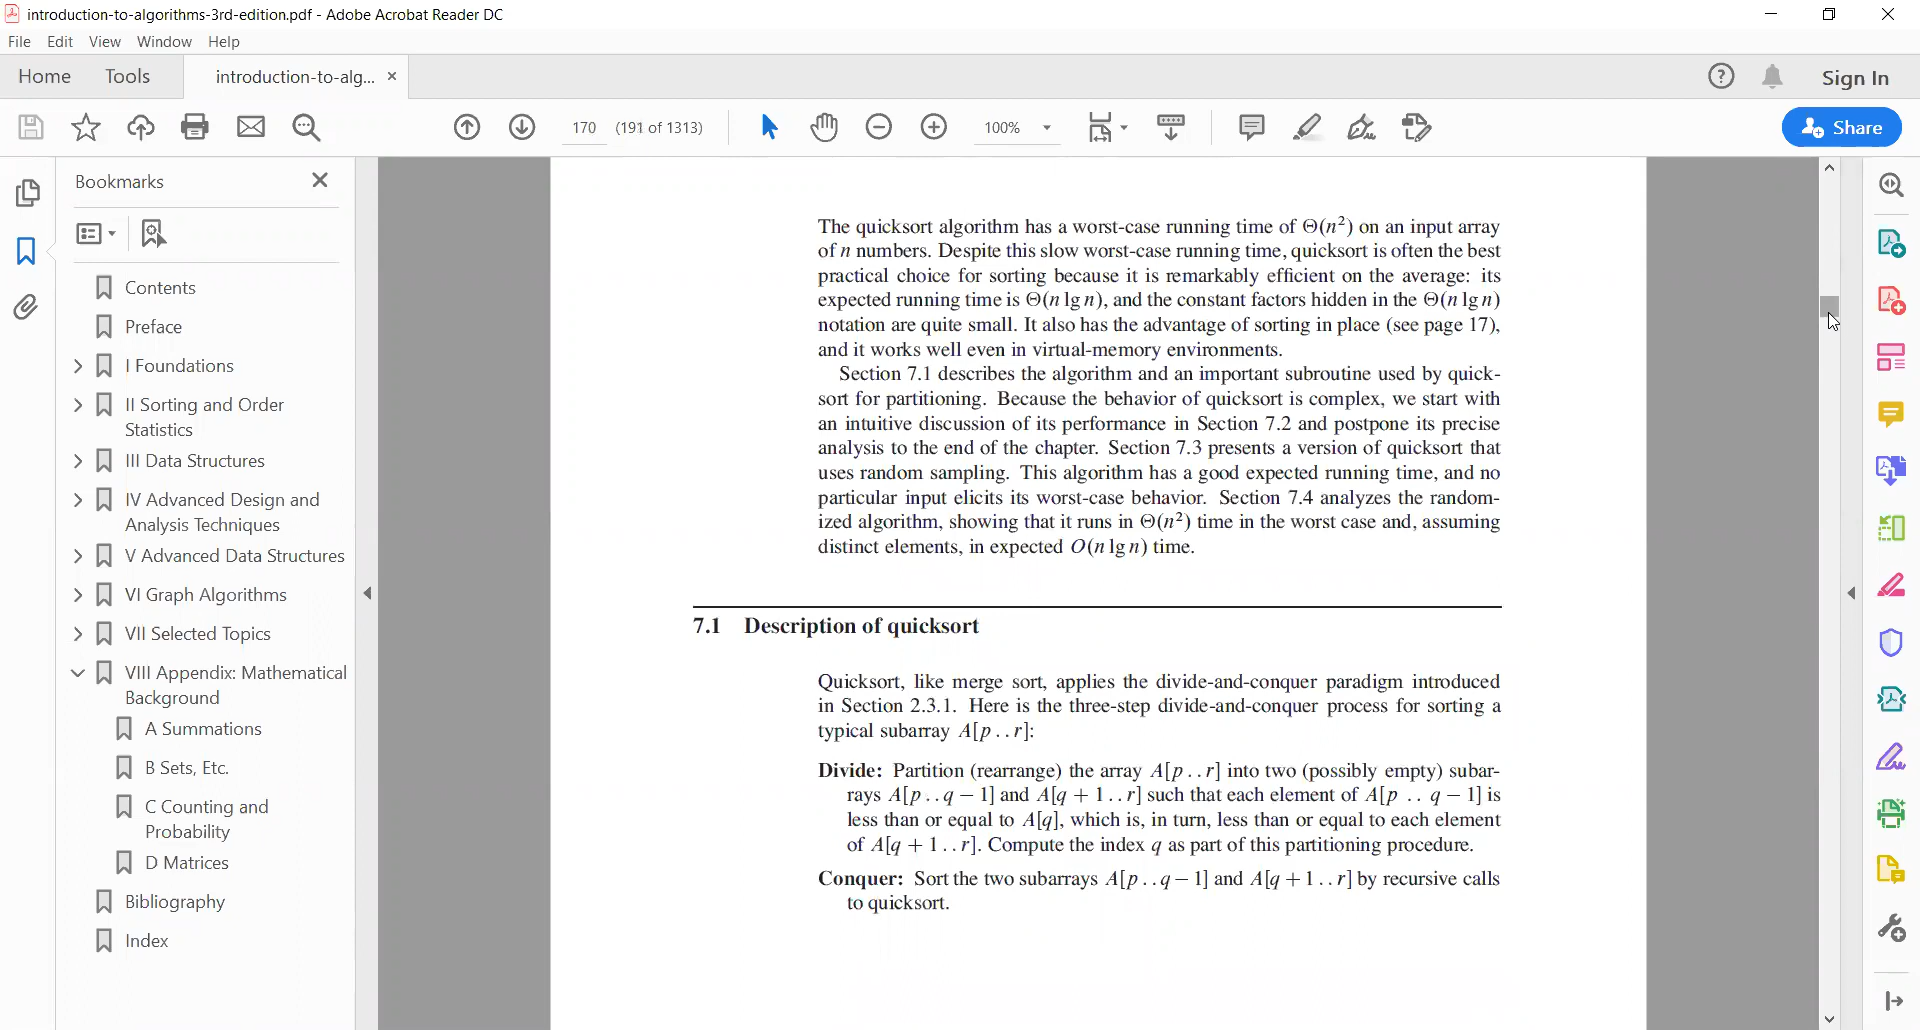 introduction-to-algorithms-3rd-edition.pdf - Adobe Acrobat Reader DC
File Edit View Window Help
Home Tools introduction-to-alg... × Sign In
170 (191 of 1313) 100% Share
Bookmarks
Contents
Preface
I Foundations
II Sorting and Order
Statistics
III Data Structures
IV Advanced Design and
Analysis Techniques
V Advanced Data Structures
VI Graph Algorithms
VII Selected Topics
VIII Appendix: Mathematical
Background
A Summations
B Sets, Etc.
C Counting and
Probability
D Matrices
Bibliography
Index
The quicksort algorithm has a worst-case running time of Θ(n²) on an input array
of n numbers. Despite this slow worst-case running time, quicksort is often the best
practical choice for sorting because it is remarkably efficient on the average: its
expected running time is Θ(n lg n), and the constant factors hidden in the Θ(n lg n)
notation are quite small. It also has the advantage of sorting in place (see page 17),
and it works well even in virtual-memory environments.
Section 7.1 describes the algorithm and an important subroutine used by quick-
sort for partitioning. Because the behavior of quicksort is complex, we start with
an intuitive discussion of its performance in Section 7.2 and postpone its precise
analysis to the end of the chapter. Section 7.3 presents a version of quicksort that
uses random sampling. This algorithm has a good expected running time, and no
particular input elicits its worst-case behavior. Section 7.4 analyzes the random-
ized algorithm, showing that it runs in Θ(n²) time in the worst case and, assuming
distinct elements, in expected O(n lg n) time.
7.1 Description of quicksort
Quicksort, like merge sort, applies the divide-and-conquer paradigm introduced
in Section 2.3.1. Here is the three-step divide-and-conquer process for sorting a
typical subarray A[p . . r]:
Divide: Partition (rearrange) the array A[p . . r] into two (possibly empty) subar-
rays A[p . . q − 1] and A[q + 1 . . r] such that each element of A[p . . q − 1] is
less than or equal to A[q], which is, in turn, less than or equal to each element
of A[q + 1 . . r]. Compute the index q as part of this partitioning procedure.
Conquer: Sort the two subarrays A[p . . q − 1] and A[q + 1 . . r] by recursive calls
to quicksort.